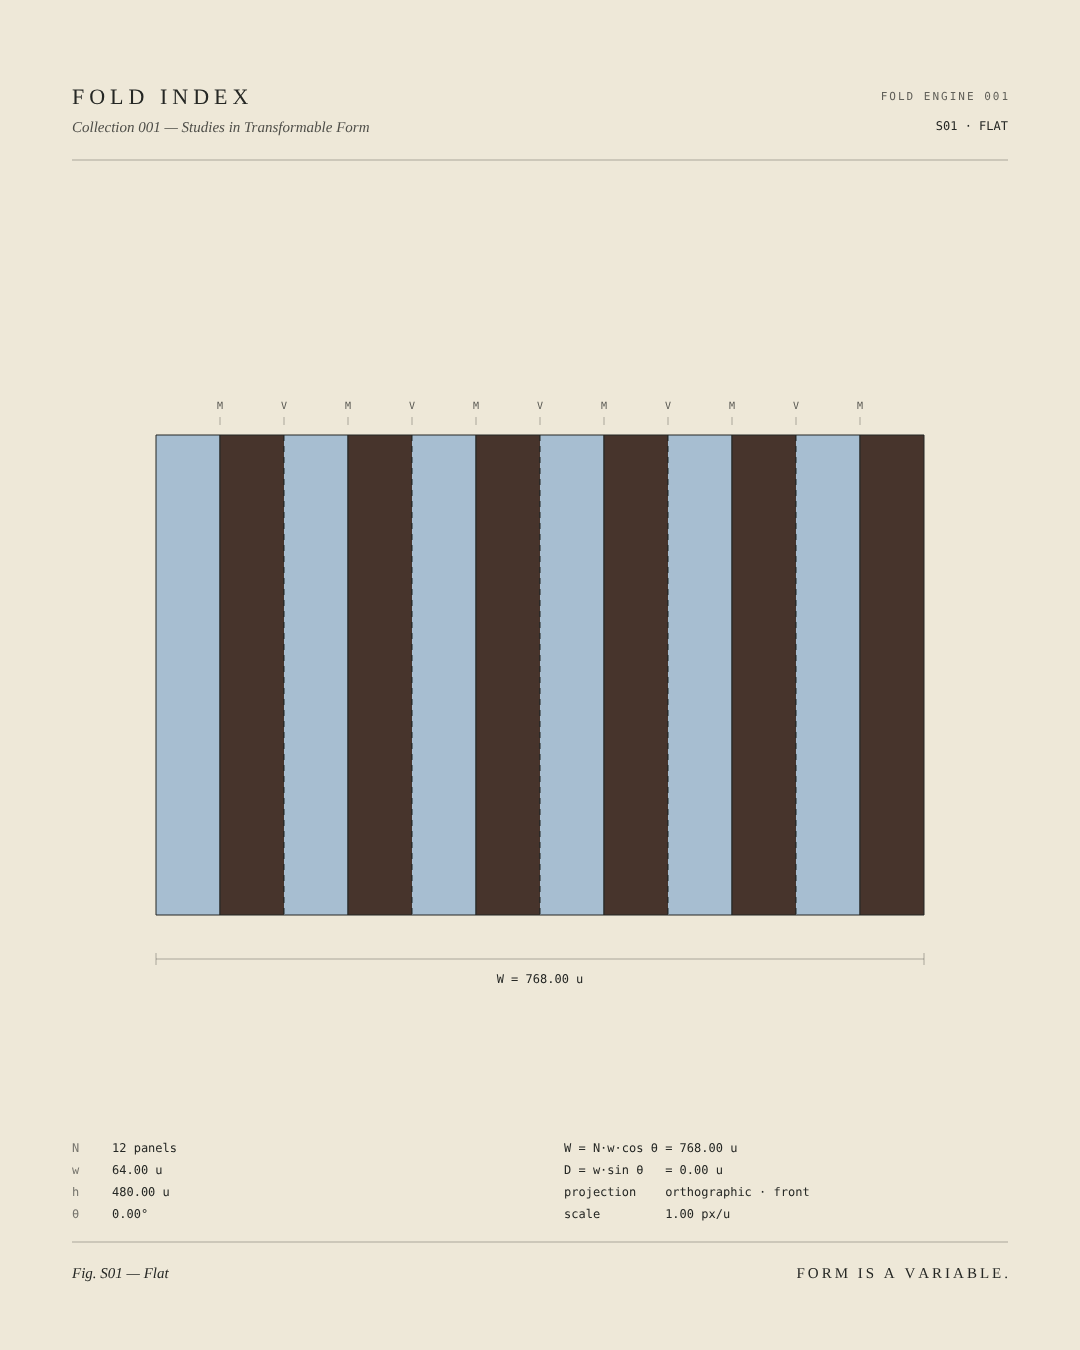 FOLD INDEX
FOLD ENGINE 001
Collection 001 — Studies in Transformable Form
S01 · FLAT
M V M V M V M V M V M
W = 768.00 u
N 12 panels
w 64.00 u
h 480.00 u
θ 0.00°
W = N·w·cos θ = 768.00 u
D = w·sin θ = 0.00 u
projection orthographic · front
scale 1.00 px/u
Fig. S01 — Flat
FORM IS A VARIABLE.